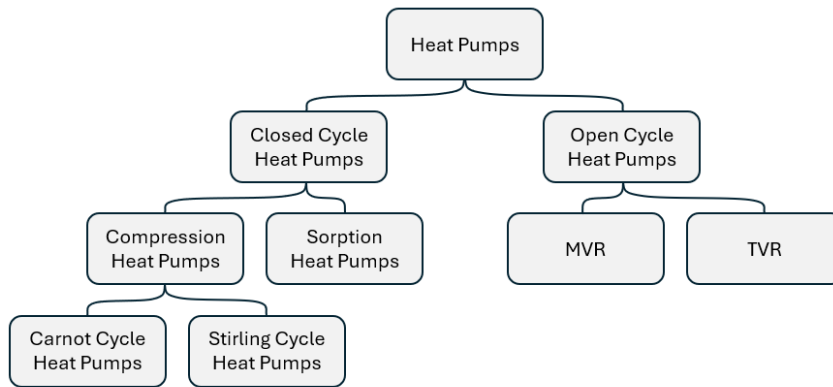 Heat Pumps
Closed Cycle
Heat Pumps
Open Cycle
Heat Pumps
Compression
Heat Pumps
Sorption
Heat Pumps
MVR
TVR
Carnot Cycle
Heat Pumps
Stirling Cycle
Heat Pumps